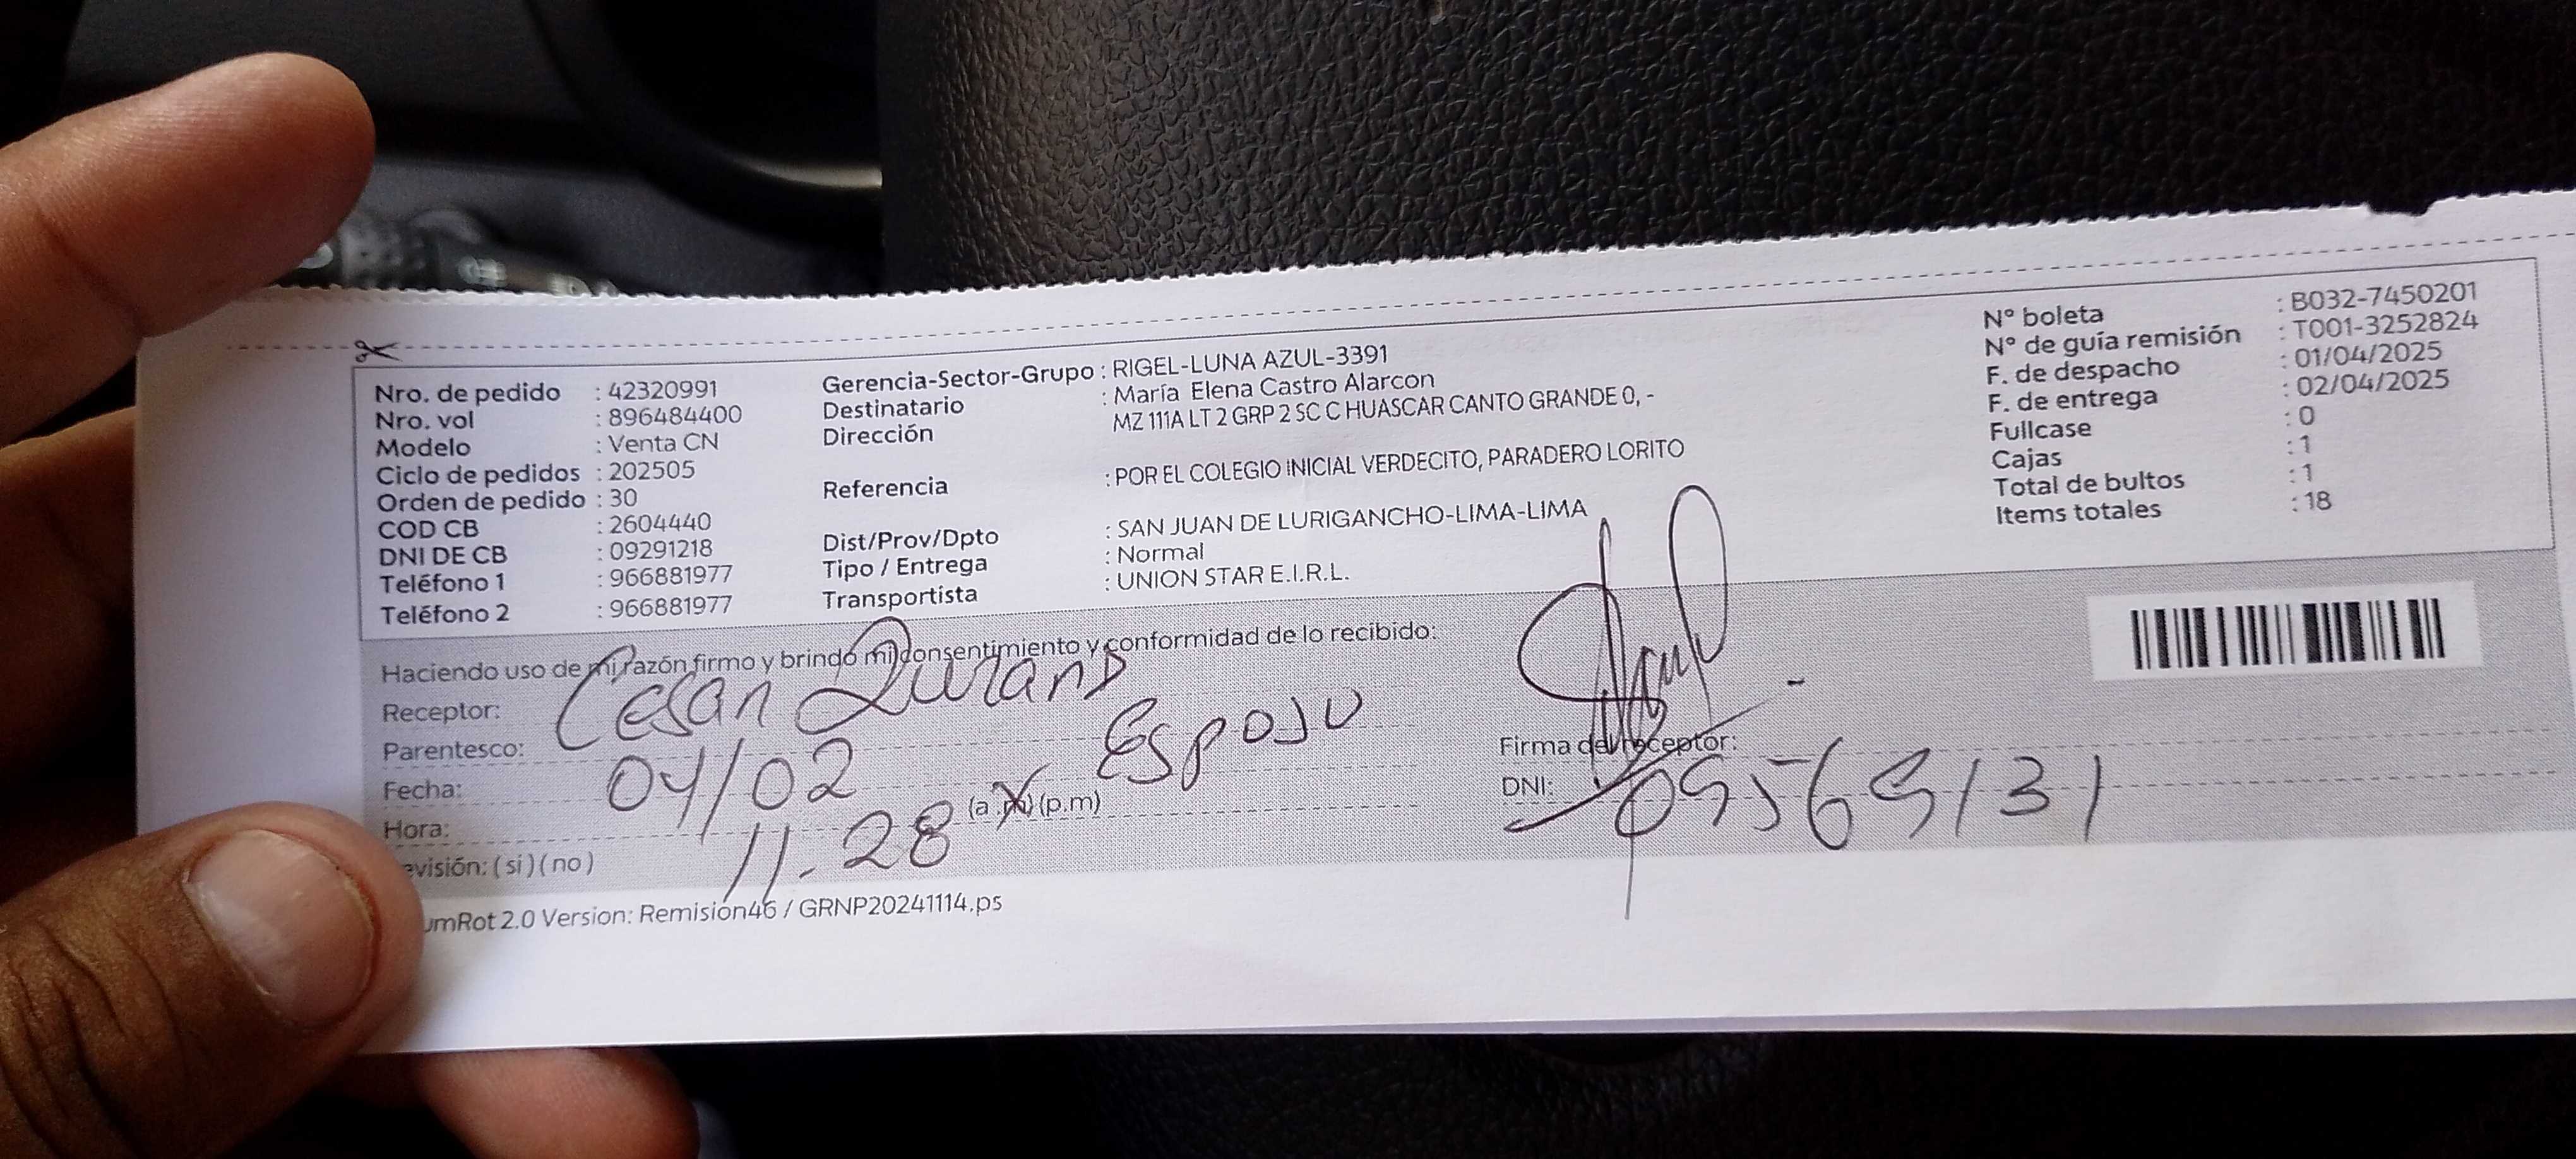 Nro. de pedido : 42320991
Nro. vol : 896484400
Modelo : Venta CN
Ciclo de pedidos : 202505
Orden de pedido : 30
COD CB : 2604440
DNI DE CB : 09291218
Teléfono 1 : 966881977
Teléfono 2 : 966881977
Gerencia-Sector-Grupo : RIGEL-LUNA AZUL-3391
Destinatario : María Elena Castro Alarcon
Dirección MZ 111A LT 2 GRP 2 SC C HUASCAR CANTO GRANDE 0, -
Referencia : POR EL COLEGIO INICIAL VERDECITO, PARADERO LORITO
Dist/Prov/Dpto : SAN JUAN DE LURIGANCHO-LIMA-LIMA
Tipo / Entrega : Normal
Transportista : UNION STAR E.I.R.L.
N° boleta : B032-7450201
N° de guía remisión : T001-3252824
F. de despacho : 01/04/2025
F. de entrega : 02/04/2025
Fullcase : 0
Cajas : 1
Total de bultos : 1
Items totales : 18
Haciendo uso de mi razón firmo y brindo mi consentimiento y conformidad de lo recibido:
Receptor: Cesar Durand
Parentesco: Esposo
Fecha: 04/02
Hora: 11.28 (a.m) (p.m)
evisión: ( si ) ( no )
Firma del receptor:
DNI: 09569131
umRot 2.0 Version: Remisión46 / GRNP20241114.ps